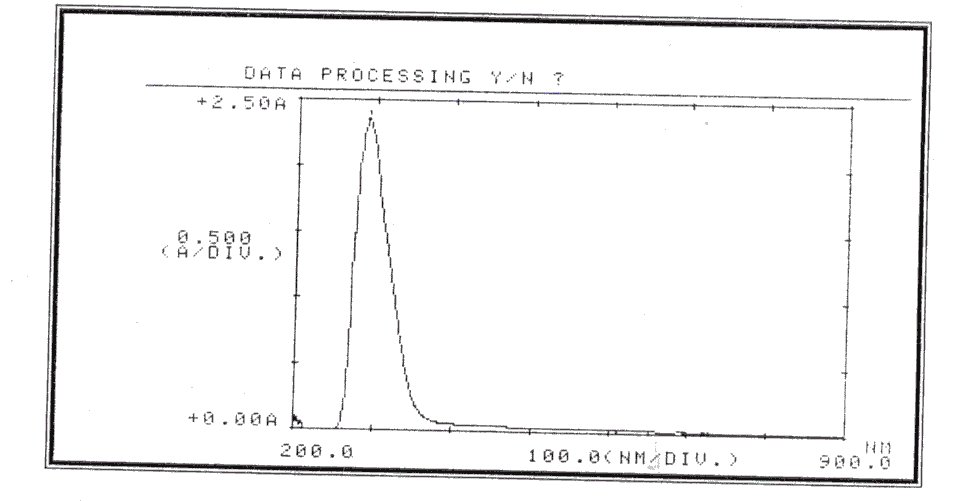 DATA PROCESSING Y/N ?
+2.50A
0.500
(A/DIV.)
+0.00A
200.0
100.0(NM/DIV.)
NM
900.0